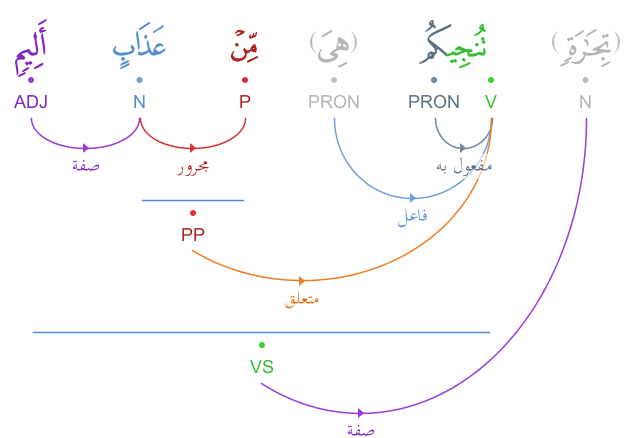 (تِجَـٰرَةٍ) تُنجِيكُم (هِىَ) مِّنْ عَذَابٍ أَلِيمٍ
N V PRON PRON P N ADJ
مفعول به مجرور صفة
فاعل
PP
متعلق
VS
صفة